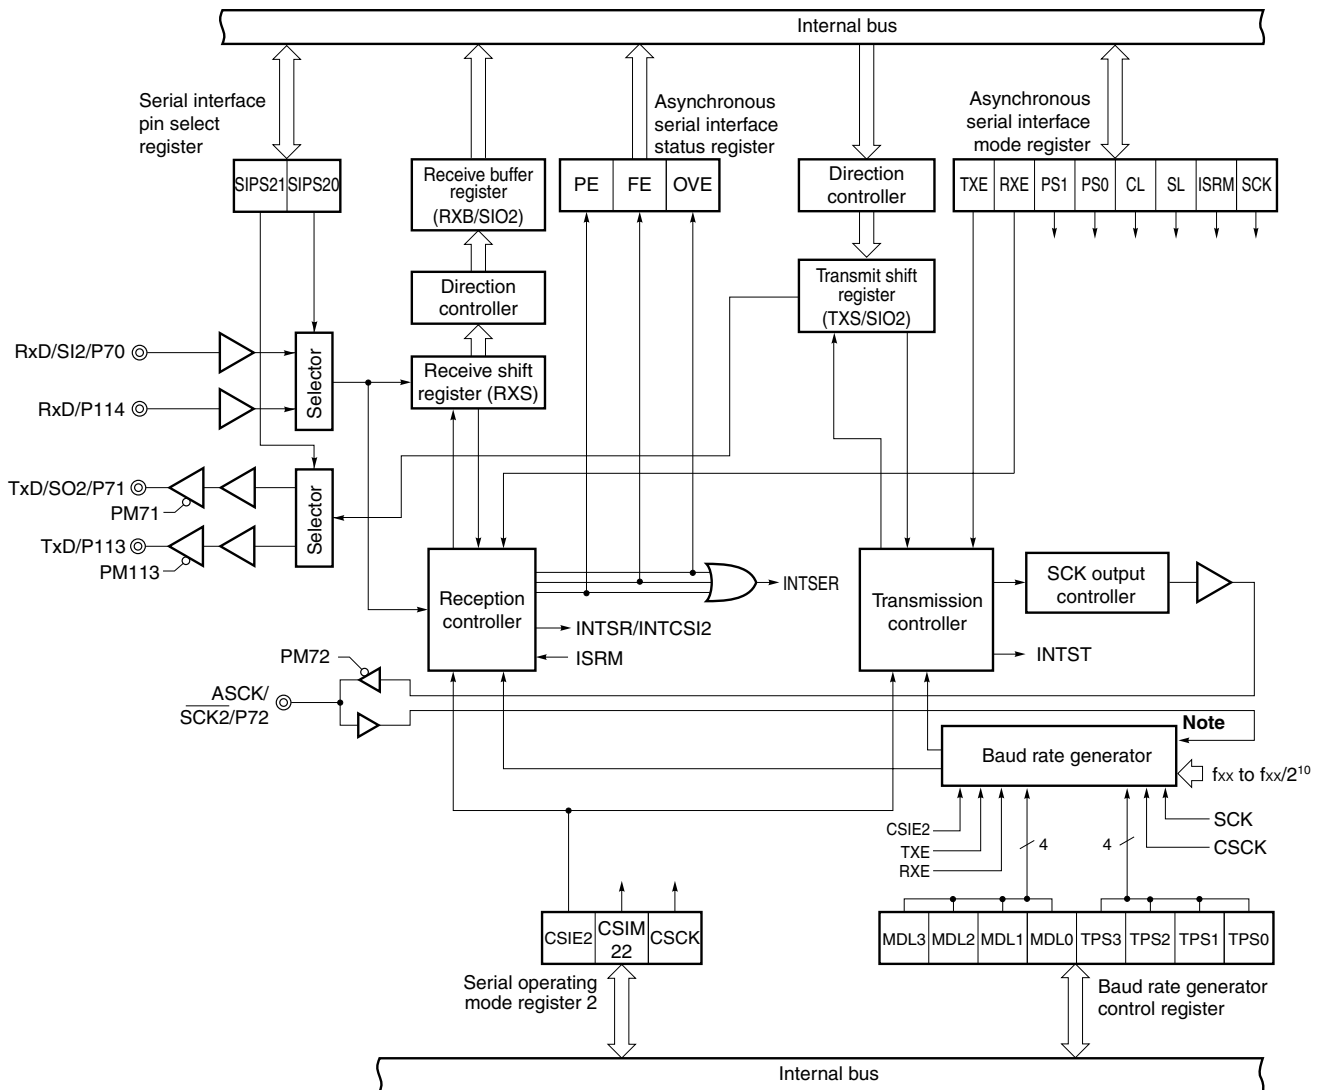 Internal bus
Serial interface
pin select
register
Asynchronous
serial interface
status register
Asynchronous
serial interface
mode register
SIPS21 SIPS20
Receive buffer
register
(RXB/SIO2)
PE FE OVE
Direction
controller
TXE RXE PS1 PS0 CL SL ISRM SCK
Direction
controller
Transmit shift
register
(TXS/SIO2)
RxD/SI2/P70
RxD/P114
Selector
Receive shift
register (RXS)
TxD/SO2/P71
PM71
TxD/P113
PM113
Selector
Reception
controller
INTSER
INTSR/INTCSI2
ISRM
Transmission
controller
SCK output
controller
INTST
PM72
ASCK/
SCK2/P72
Note
Baud rate generator
fxx to fxx/2¹⁰
CSIE2
TXE
RXE
4
4
SCK
CSCK
CSIE2 CSIM22 CSCK
MDL3 MDL2 MDL1 MDL0 TPS3 TPS2 TPS1 TPS0
Serial operating
mode register 2
Baud rate generator
control register
Internal bus